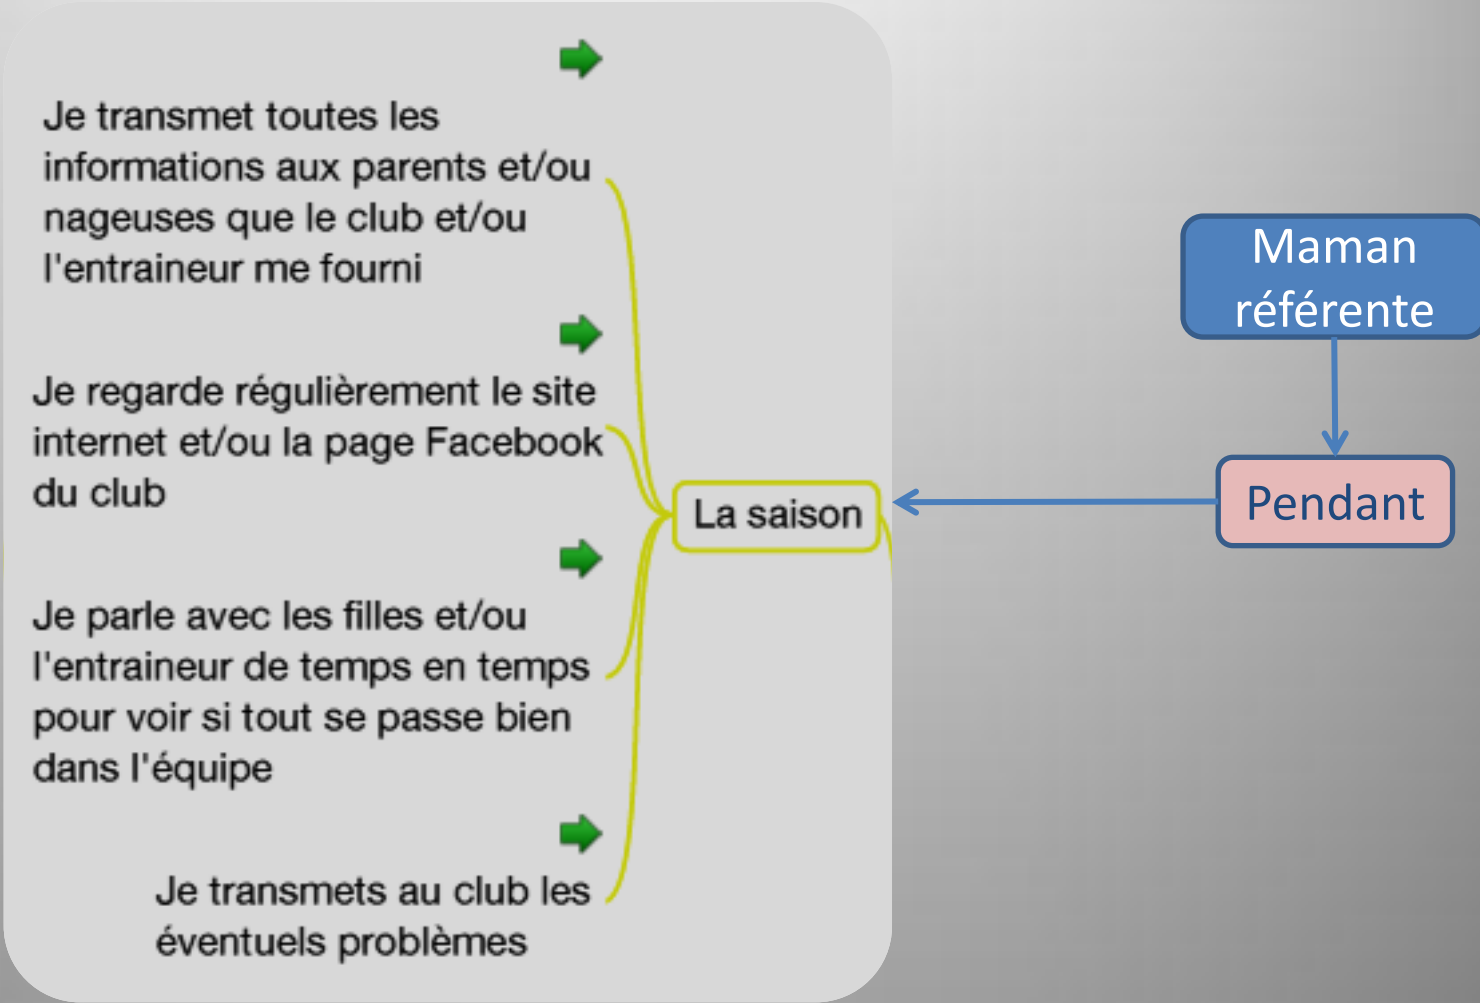 Je transmet toutes les
informations aux parents et/ou
nageuses que le club et/ou
l'entraineur me fourni
Je regarde régulièrement le site
internet et/ou la page Facebook
du club
Je parle avec les filles et/ou
l'entraineur de temps en temps
pour voir si tout se passe bien
dans l'équipe
Je transmets au club les
éventuels problèmes
La saison
Maman
référente
Pendant